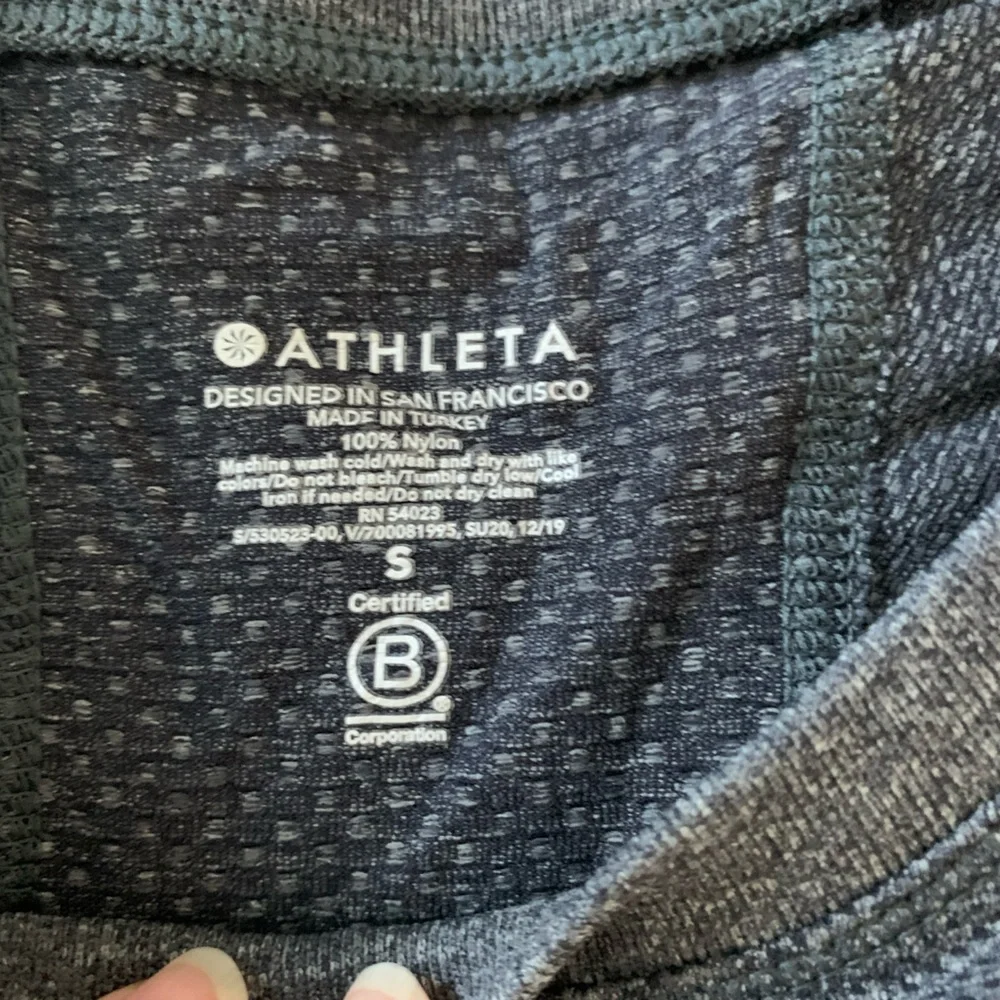 ATHLETA
DESIGNED IN SAN FRANCISCO
MADE IN TURKEY
100% Nylon
Machine wash cold/Wash and dry with like
colors/Do not bleach/Tumble dry low/Cool
Iron if needed/Do not dry clean
RN 54023
S/530523-00, V/700081995, SU20, 12/19
S
Certified
B
®
Corporation